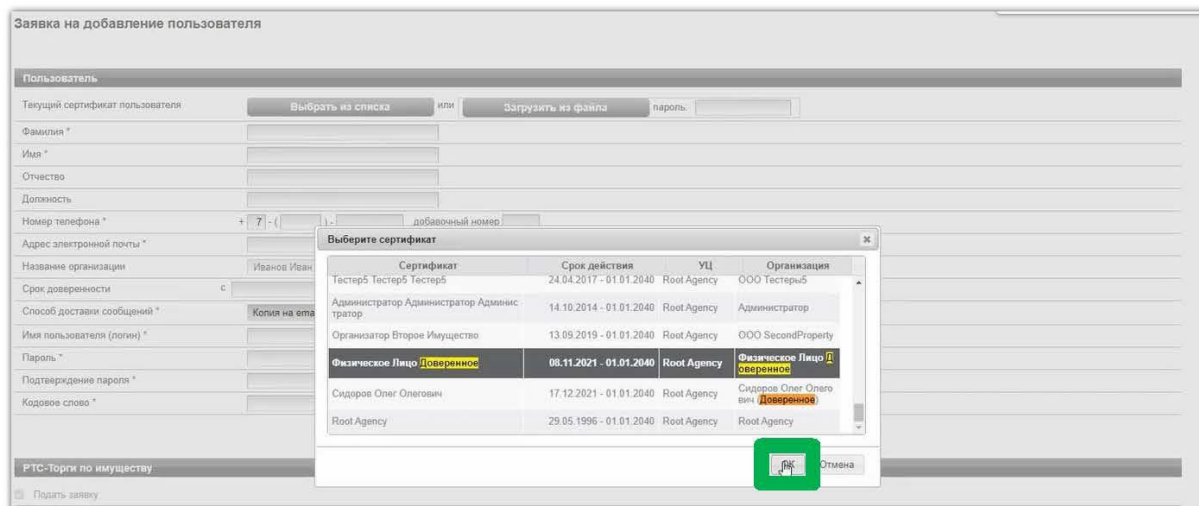 Заявка на добавление пользователя
Пользователь
Текущий сертификат пользователя Выбрать из списка или Загрузить из файла пароль:
Фамилия *
Имя *
Отчество
Должность
Номер телефона * + 7 - ( ) - добавочный номер
Адрес электронной почты *
Название организации Иванов Иван
Срок доверенности с
Способ доставки сообщений * Копия на ema
Имя пользователя (логин) *
Пароль *
Подтверждение пароля *
Кодовое слово *
РТС-Торги по имуществу
Подать заявку
Выберите сертификат
Сертификат Срок действия УЦ Организация
Тестер5 Тестер5 Тестер5 24.04.2017 - 01.01.2040 Root Agency ООО Тестеры5
Администратор Администратор Админис 14.10.2014 - 01.01.2040 Root Agency Администратор
тратор
Организатор Второе Имущество 13.09.2019 - 01.01.2040 Root Agency ООО SecondProperty
Физическое Лицо Доверенное 08.11.2021 - 01.01.2040 Root Agency Физическое Лицо Д
оверенное
Сидоров Олег Олегович 17.12.2021 - 01.01.2040 Root Agency Сидоров Олег Олего
вич (Доверенное)
Root Agency 29.05.1996 - 01.01.2040 Root Agency Root Agency
ОК Отмена